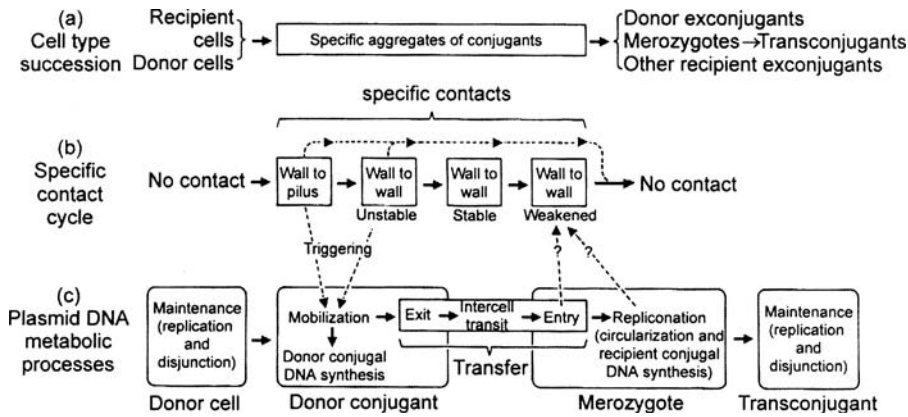 (a)
Cell type
succession
Recipient
cells
Donor cells
Specific aggregates of conjugants
Donor exconjugants
Merozygotes → Transconjugants
Other recipient exconjugants
specific contacts
(b)
Specific
contact
cycle
No contact
Wall to
pilus
Wall to
wall
Unstable
Wall to
wall
Stable
Wall to
wall
Weakened
No contact
Triggering
?
?
(c)
Plasmid DNA
metabolic
processes
Maintenance
(replication
and
disjunction)
Donor cell
Mobilization
Donor conjugal
DNA synthesis
Donor conjugant
Exit
Intercell
transit
Entry
Transfer
Repliconation
(circularization and
recipient conjugal
DNA synthesis)
Merozygote
Maintenance
(replication
and
disjunction)
Transconjugant